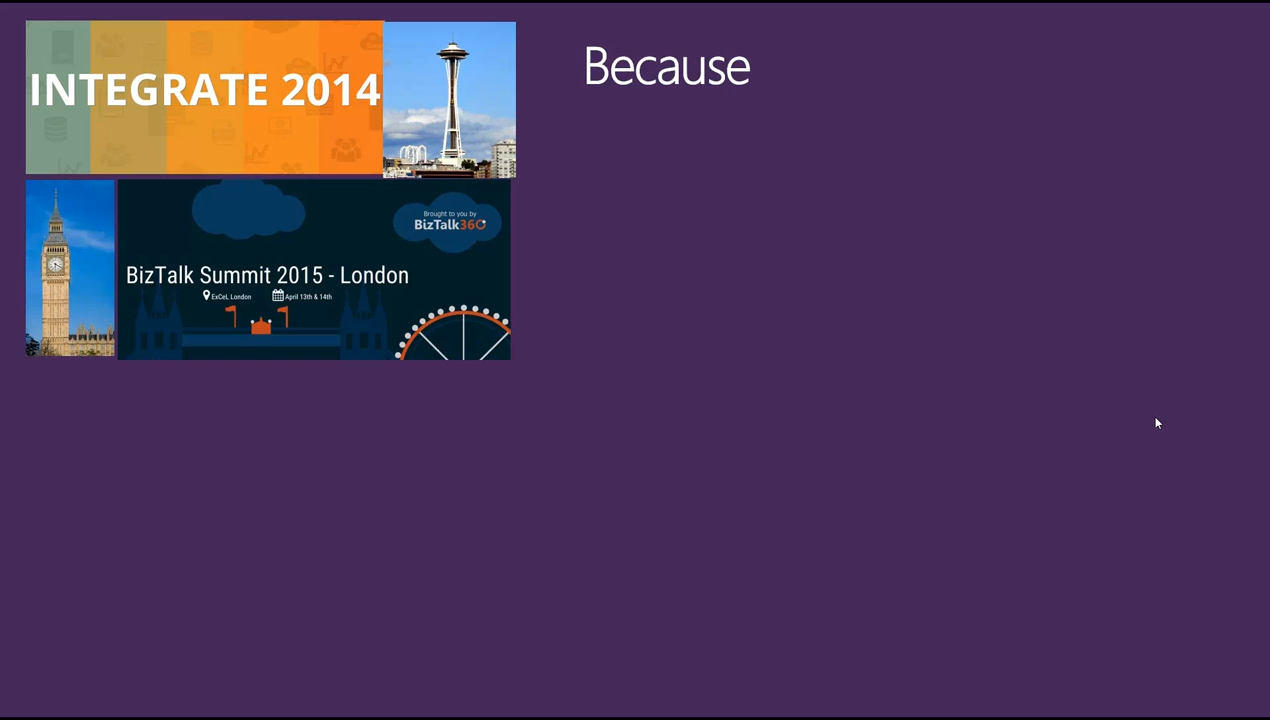 Because
INTEGRATE 2014
Brought to you by
BizTalk360
BizTalk Summit 2015 - London
ExCeL London
April 13th & 14th